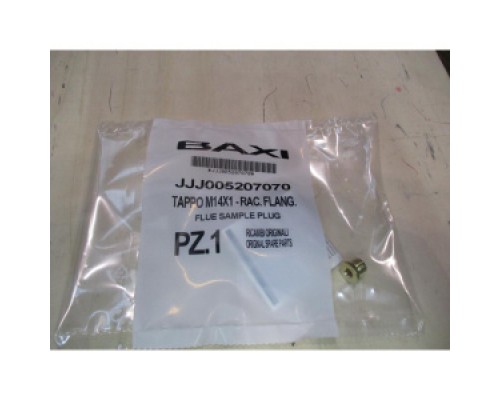 BAXI
JJJ005207070
TAPPO M14X1 - RAC. FLANG.
FLUE SAMPLE PLUG
PZ.1
RICAMBI ORIGINALI
ORIGINAL SPARE PARTS